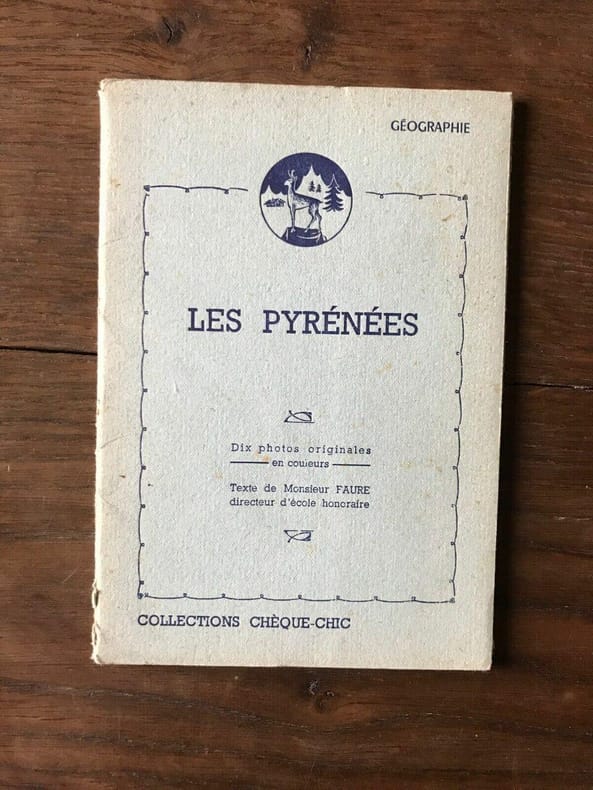 GÉOGRAPHIE
LES PYRÉNÉES
Dix photos originales
en couleurs
Texte de Monsieur FAURE
directeur d'école honoraire
COLLECTIONS CHÈQUE-CHIC